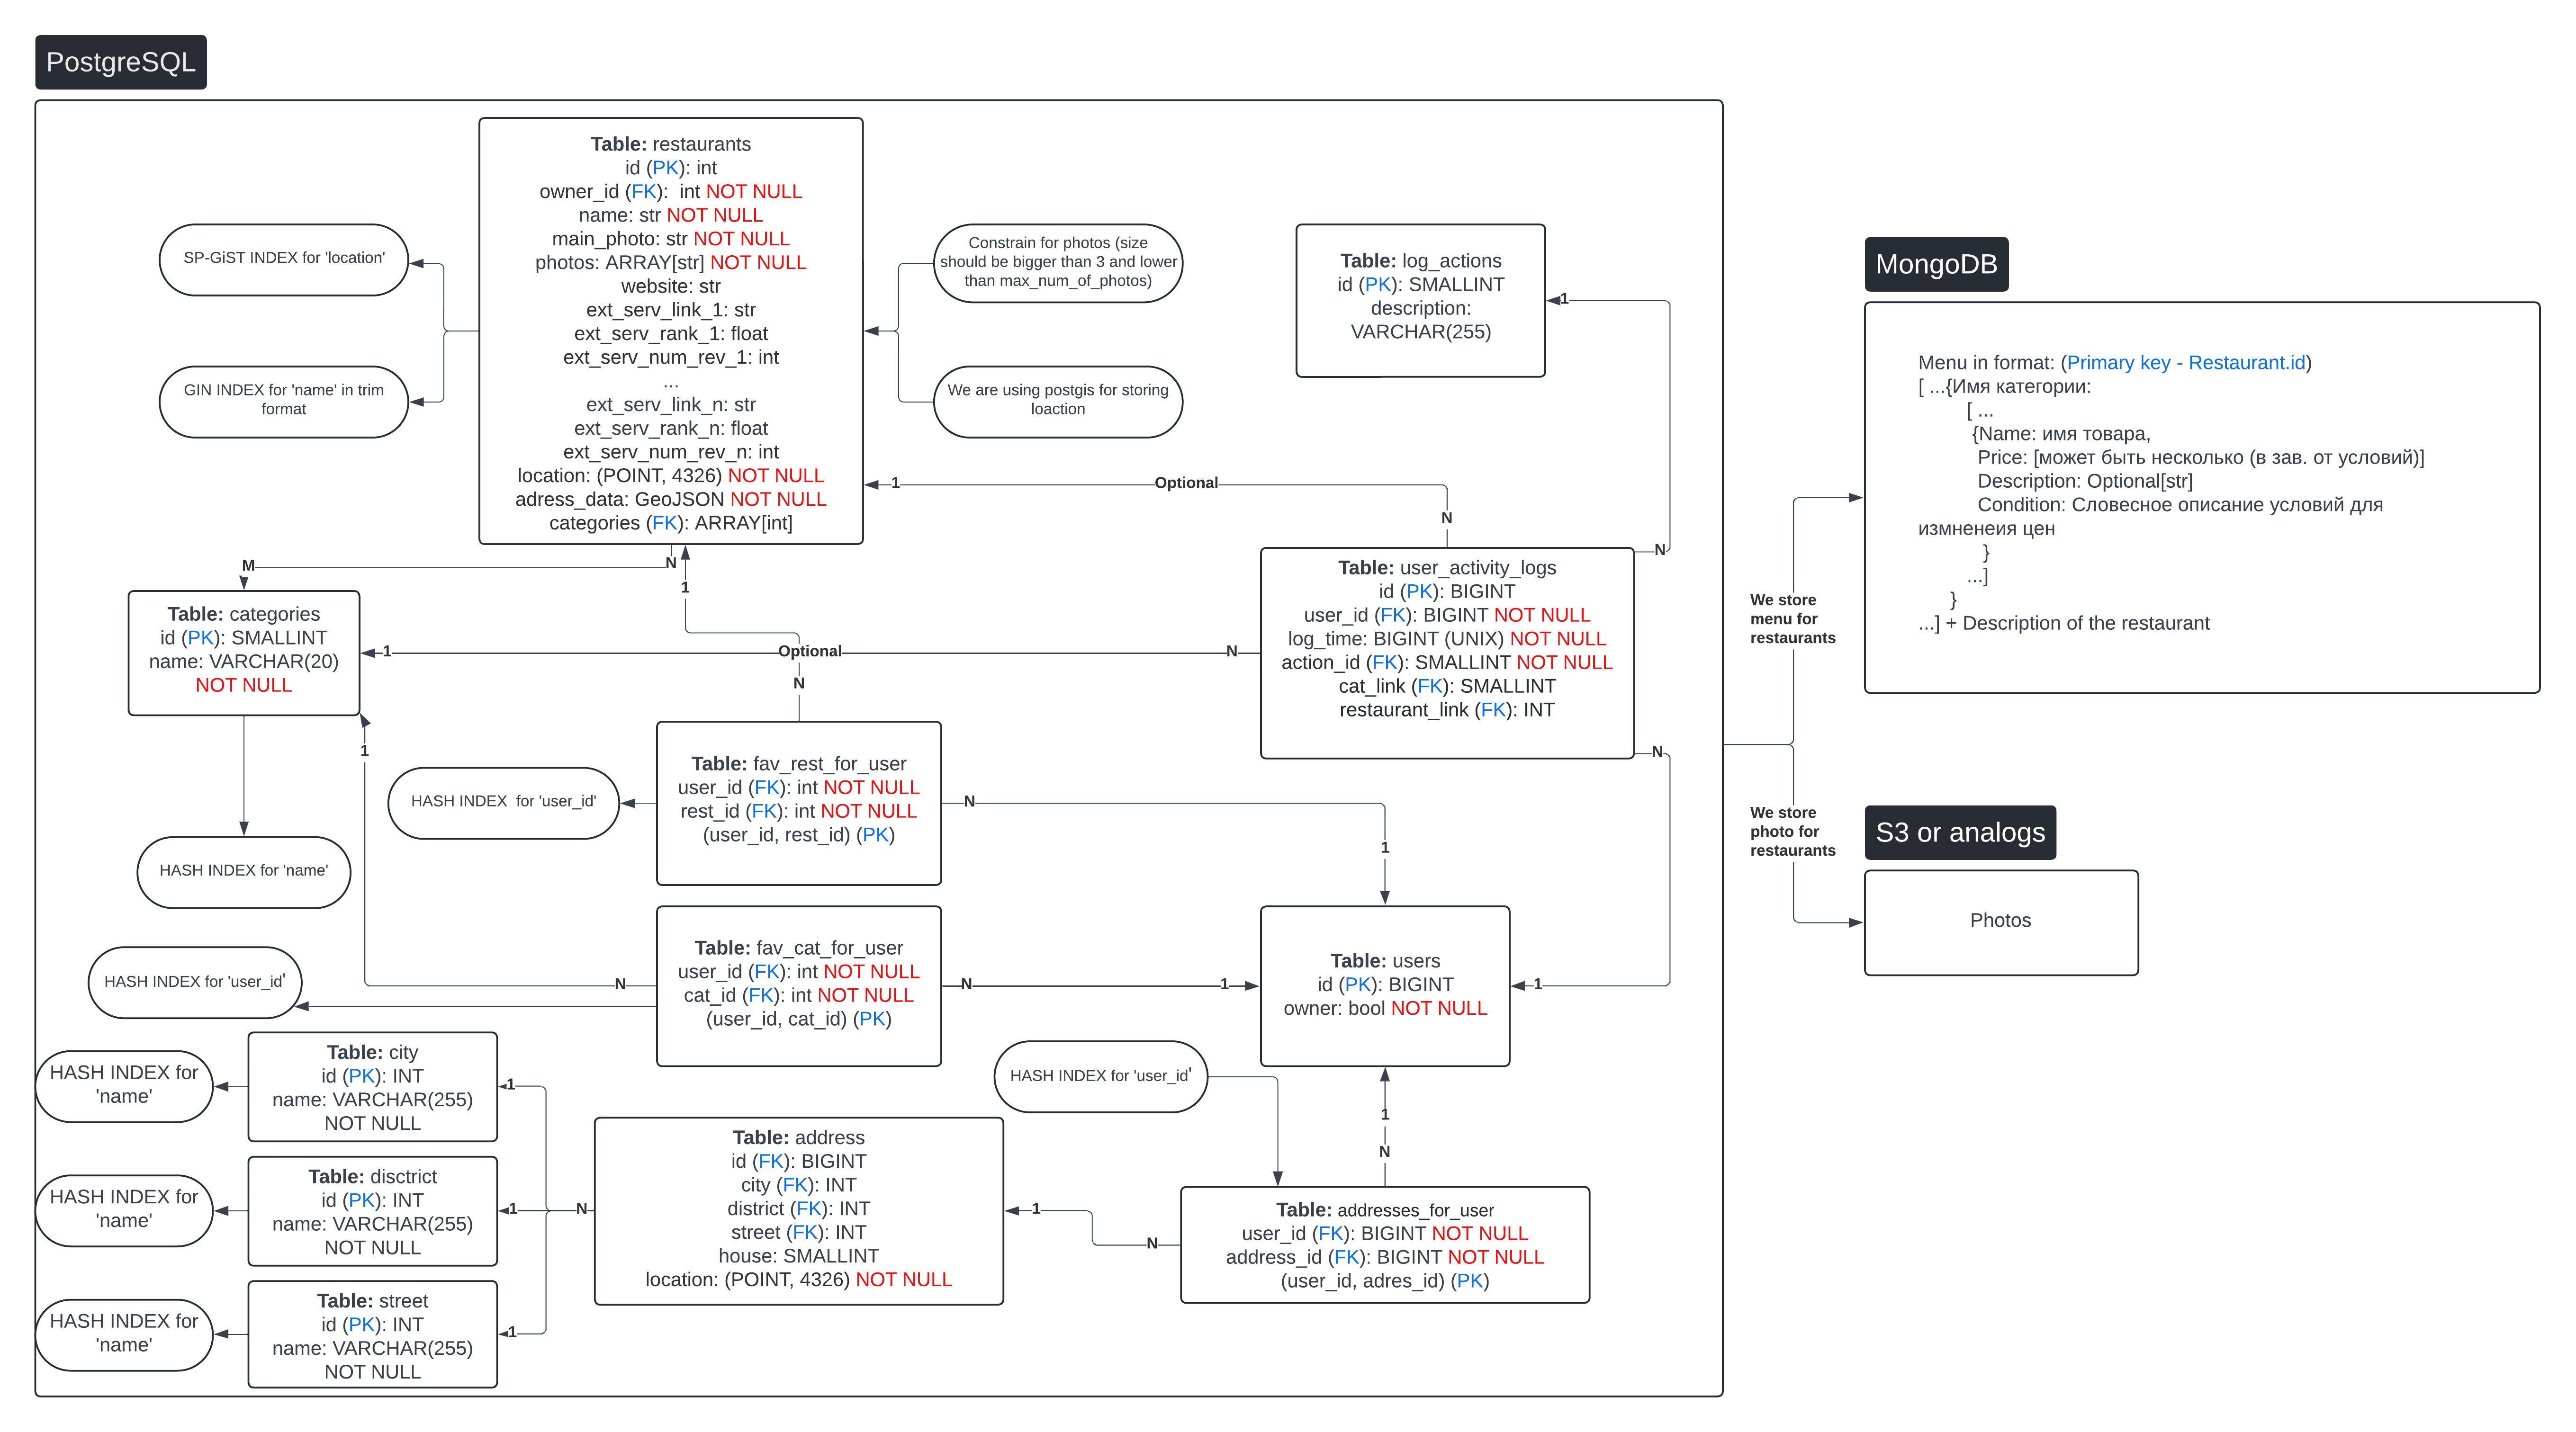 PostgreSQL
Table: restaurants
id (PK): int
owner_id (FK):  int NOT NULL
name: str NOT NULL
main_photo: str NOT NULL
photos: ARRAY[str] NOT NULL
website: str
ext_serv_link_1: str
ext_serv_rank_1: float
ext_serv_num_rev_1: int
...
ext_serv_link_n: str
ext_serv_rank_n: float
ext_serv_num_rev_n: int
location: (POINT, 4326) NOT NULL
adress_data: GeoJSON NOT NULL
categories (FK): ARRAY[int]
SP-GiST INDEX for 'location'
GIN INDEX for 'name' in trim
format
Constrain for photos (size
should be bigger than 3 and lower
than max_num_of_photos)
We are using postgis for storing
loaction
Table: log_actions
id (PK): SMALLINT
description:
VARCHAR(255)
1
1
Optional
N
N
M
N
1
Table: categories
id (PK): SMALLINT
name: VARCHAR(20)
NOT NULL
1
Optional
N
N
Table: user_activity_logs
id (PK): BIGINT
user_id (FK): BIGINT NOT NULL
log_time: BIGINT (UNIX) NOT NULL
action_id (FK): SMALLINT NOT NULL
cat_link (FK): SMALLINT
restaurant_link (FK): INT
N
1
HASH INDEX for 'name'
HASH INDEX  for 'user_id'
Table: fav_rest_for_user
user_id (FK): int NOT NULL
rest_id (FK): int NOT NULL
(user_id, rest_id) (PK)
N
1
HASH INDEX for 'user_id'
N
Table: fav_cat_for_user
user_id (FK): int NOT NULL
cat_id (FK): int NOT NULL
(user_id, cat_id) (PK)
N
1
Table: users
id (PK): BIGINT
owner: bool NOT NULL
1
HASH INDEX for
'name'
Table: city
id (PK): INT
name: VARCHAR(255)
NOT NULL
1
HASH INDEX for
'name'
Table: disctrict
id (PK): INT
name: VARCHAR(255)
NOT NULL
1
N
HASH INDEX for
'name'
Table: street
id (PK): INT
name: VARCHAR(255)
NOT NULL
1
Table: address
id (FK): BIGINT
city (FK): INT
district (FK): INT
street (FK): INT
house: SMALLINT
location: (POINT, 4326) NOT NULL
HASH INDEX for 'user_id'
1
N
1
N
Table: addresses_for_user
user_id (FK): BIGINT NOT NULL
address_id (FK): BIGINT NOT NULL
(user_id, adres_id) (PK)
We store
menu for
restaurants
We store
photo for
restaurants
MongoDB
Menu in format: (Primary key - Restaurant.id)
[ ...{Имя категории:
[ ...
{Name: имя товара,
Price: [может быть несколько (в зав. от условий)]
Description: Optional[str]
Condition: Словесное описание условий для
измненеия цен
}
...]
}
...] + Description of the restaurant
S3 or analogs
Photos